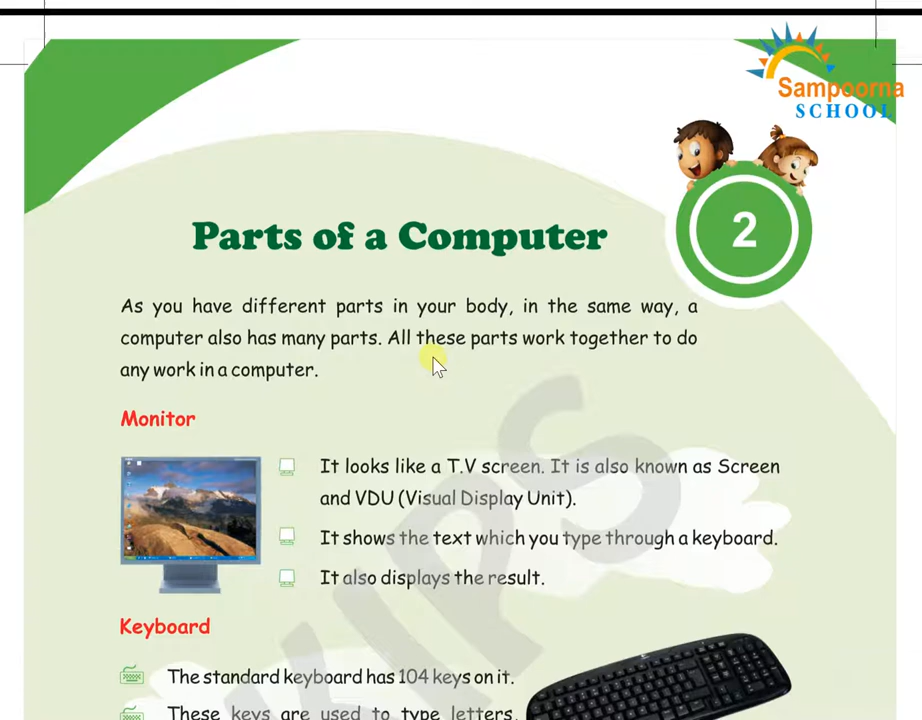 Sampoorna
SCHOOL
2
Parts of a Computer
As you have different parts in your body, in the same way, a
computer also has many parts. All these parts work together to do
any work in a computer.
Monitor
It looks like a T.V screen. It is also known as Screen
and VDU (Visual Display Unit).
It shows the text which you type through a keyboard.
It also displays the result.
Keyboard
The standard keyboard has 104 keys on it.
These keys are used to type letters,
KIPS